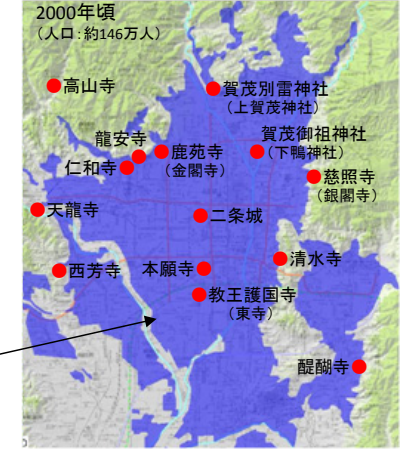 2000年頃
（人口：約146万人）
高山寺
賀茂別雷神社
（上賀茂神社）
龍安寺
鹿苑寺
（金閣寺）
賀茂御祖神社
（下鴨神社）
仁和寺
慈照寺
（銀閣寺）
天龍寺
二条城
西芳寺
本願寺
清水寺
教王護国寺
（東寺）
醍醐寺